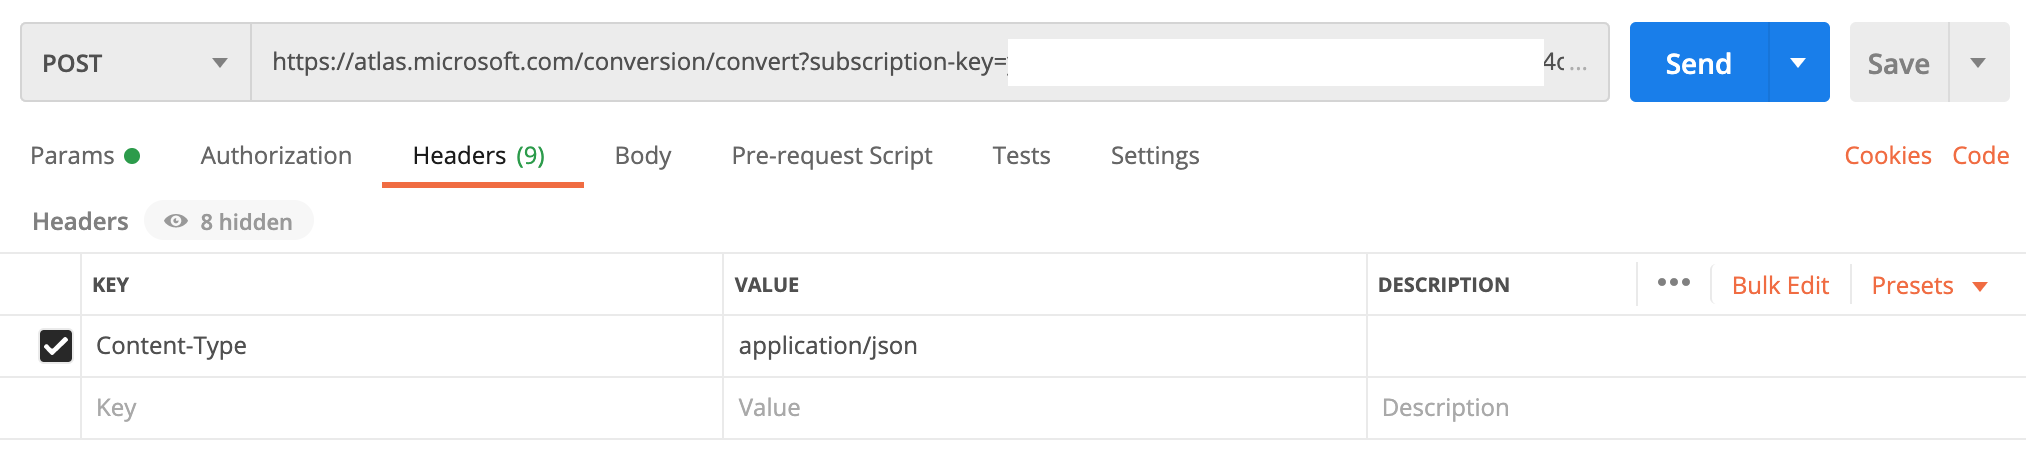 POST https://atlas.microsoft.com/conversion/convert?subscription-key= 4c ... Send Save
Params Authorization Headers (9) Body Pre-request Script Tests Settings Cookies Code
Headers 8 hidden
KEY VALUE DESCRIPTION ••• Bulk Edit Presets
Content-Type application/json
Key Value Description